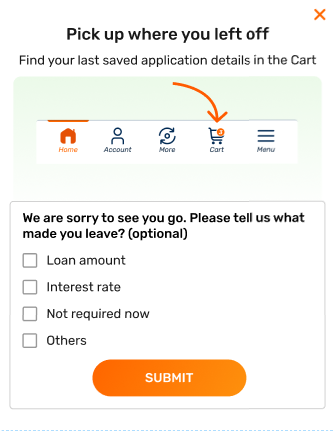 Pick up where you left off
Find your last saved application details in the Cart
3
Home
Account
More
Cart
Menu
We are sorry to see you go. Please tell us what
made you leave? (optional)
Loan amount
Interest rate
Not required now
Others
SUBMIT